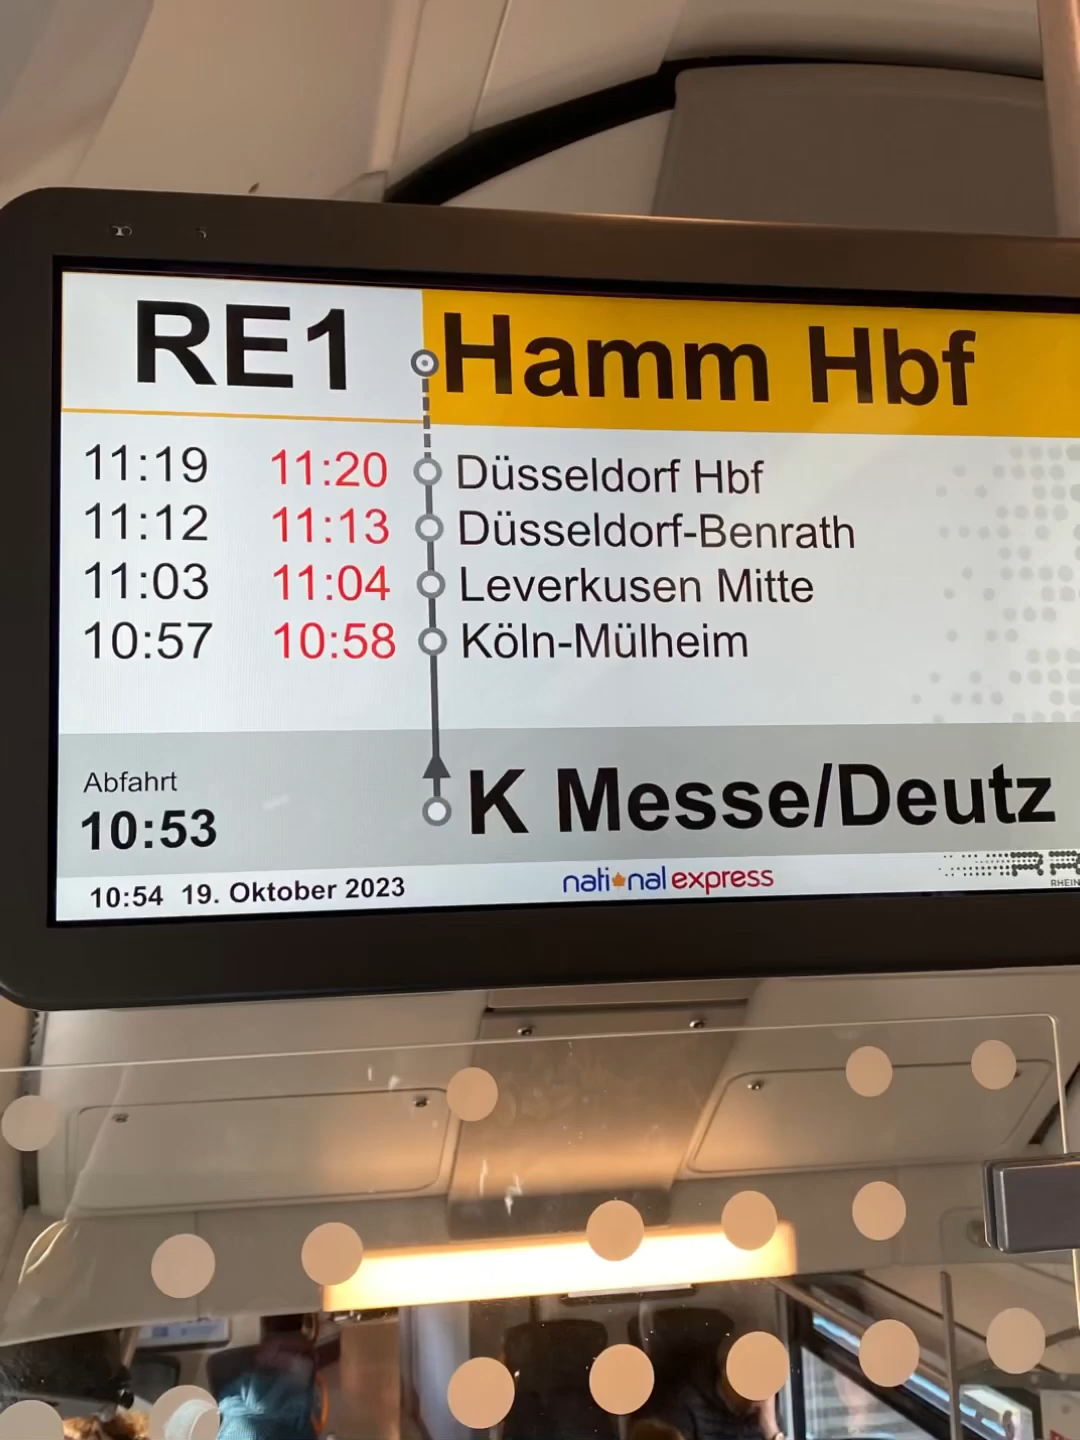 RE1 Hamm Hbf
11:19 11:20 Düsseldorf Hbf
11:12 11:13 Düsseldorf-Benrath
11:03 11:04 Leverkusen Mitte
10:57 10:58 Köln-Mülheim
Abfahrt
10:53 K Messe/Deutz
10:54 19. Oktober 2023 national express
RHEIN